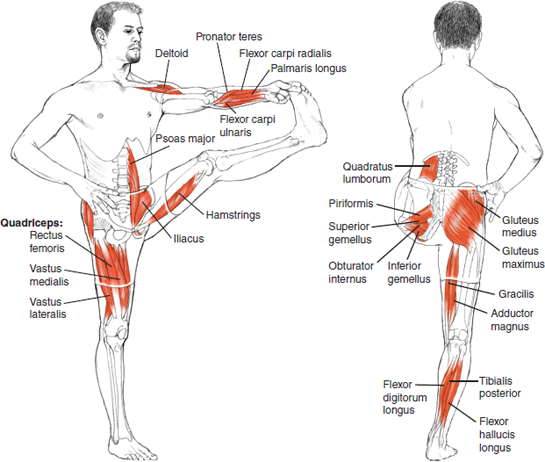 Deltoid
Pronator teres
Flexor carpi radialis
Palmaris longus
Flexor carpi
ulnaris
Psoas major
Hamstrings
Iliacus
Quadriceps:
Rectus
femoris
Vastus
medialis
Vastus
lateralis
Quadratus
lumborum
Piriformis
Superior
gemellus
Obturator
internus
Inferior
gemellus
Gluteus
medius
Gluteus
maximus
Gracilis
Adductor
magnus
Flexor
digitorum
longus
Tibialis
posterior
Flexor
hallucis
longus